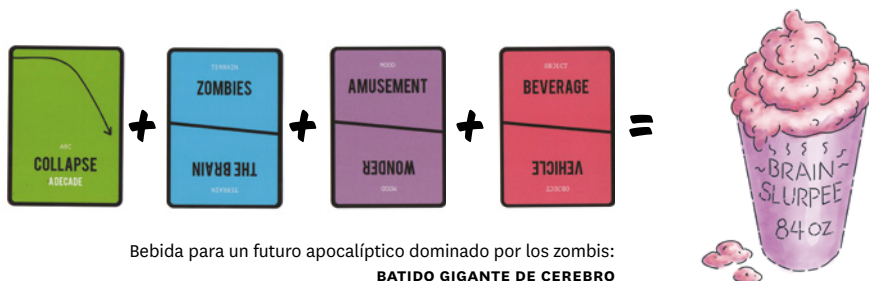 ARC
COLLAPSE
A DECADE
+
TERRAIN
ZOMBIES
THE BRAIN
TERRAIN
+
MOOD
AMUSEMENT
WONDER
MOOD
+
OBJECT
BEVERAGE
VEHICLE
OBJECT
=
~BRAIN~
SLURPEE
84 OZ
Bebida para un futuro apocalíptico dominado por los zombis:
BATIDO GIGANTE DE CEREBRO